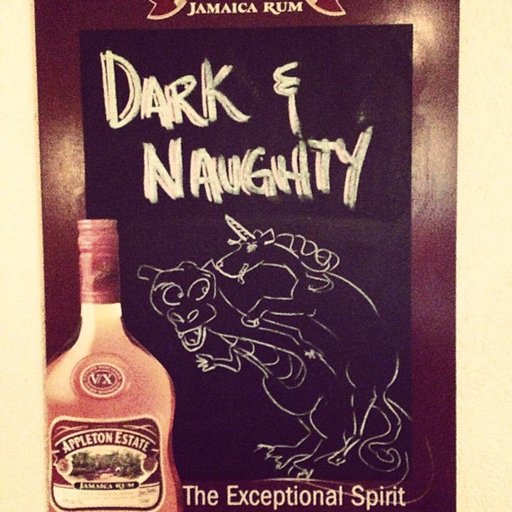 JAMAICA RUM
DARK &
NAUGHTY
V/X
APPLETON ESTATE
JAMAICA RUM
The Exceptional Spirit